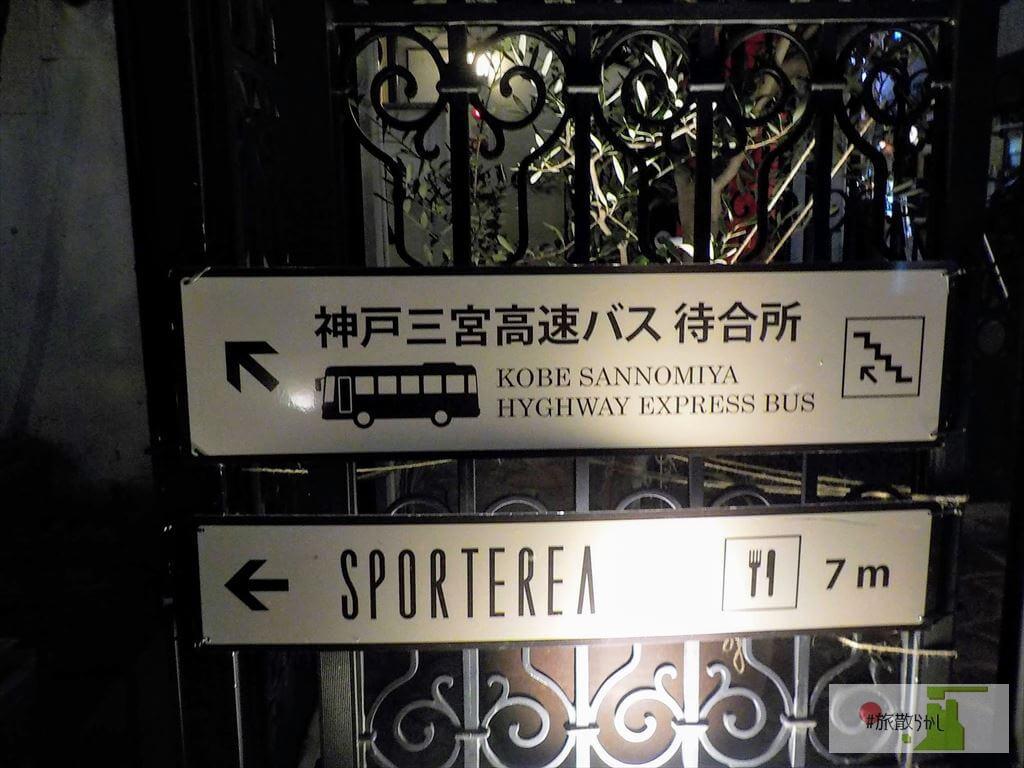 神戸三宮高速バス 待合所
KOBE SANNOMIYA
HYGHWAY EXPRESS BUS
SPORTEREA
7m
#旅散らかし